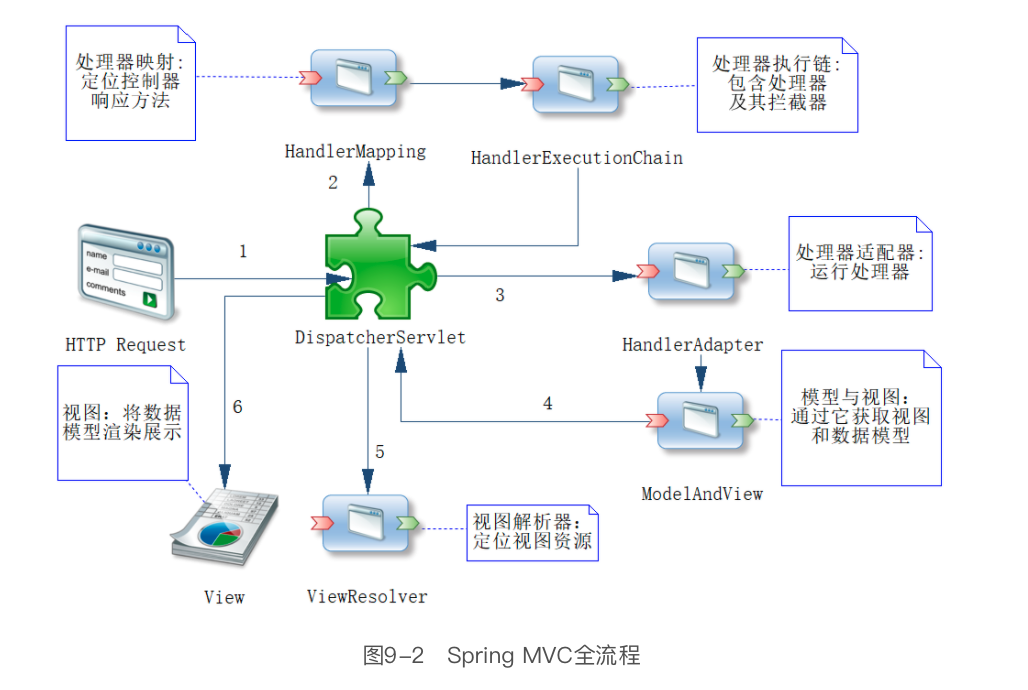 处理器映射:
定位控制器
响应方法
处理器执行链:
包含处理器
及其拦截器
HandlerMapping
HandlerExecutionChain
2
1
name
e-mail
comments
处理器适配器:
运行处理器
3
HTTP Request
DispatcherServlet
HandlerAdapter
视图：将数据
模型渲染展示
6
4
模型与视图：
通过它获取视图
和数据模型
5
ModelAndView
视图解析器：
定位视图资源
View
ViewResolver
图9-2 Spring MVC全流程